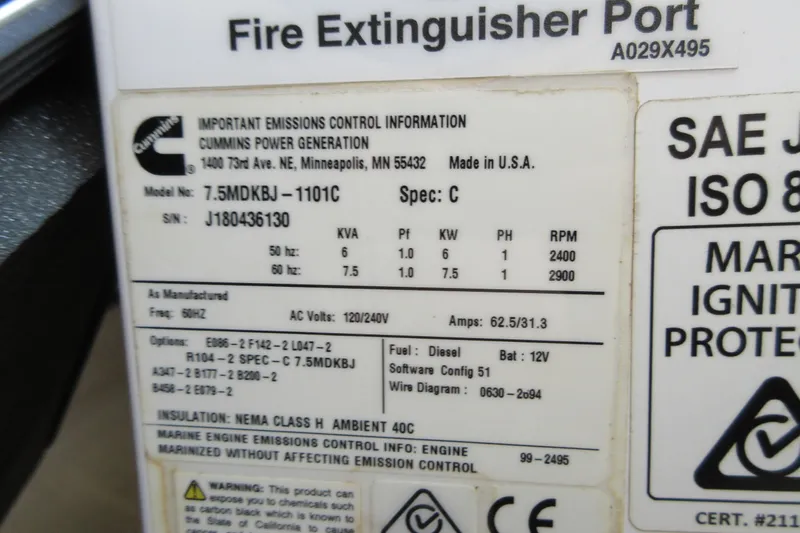 Fire Extinguisher Port
A029X495
Cummins
IMPORTANT EMISSIONS CONTROL INFORMATION
CUMMINS POWER GENERATION
1400 73rd Ave. NE, Minneapolis, MN 55432 Made in U.S.A.
Model No: 7.5MDKBJ-1101C Spec: C
S/N: J180436130
KVA Pf KW PH RPM
50 hz: 6 1.0 6 1 2400
60 hz: 7.5 1.0 7.5 1 2900
As Manufactured
Freq: 60HZ AC Volts: 120/240V Amps: 62.5/31.3
Options: E086-2 F142-2 L047-2
R104-2 SPEC-C 7.5MDKBJ
A347-2 B177-2 B200-2
B456-2 E079-2
Fuel: Diesel Bat: 12V
Software Config 51
Wire Diagram: 0630-2094
INSULATION: NEMA CLASS H AMBIENT 40C
MARINE ENGINE EMISSIONS CONTROL INFO: ENGINE
MARINIZED WITHOUT AFFECTING EMISSION CONTROL 99-2495
WARNING: This product can
expose you to chemicals such
as carbon black which is known to
the State of California to cause
CE
SAE J
ISO 8
MAR
IGNIT
PROTEC
CERT. #211